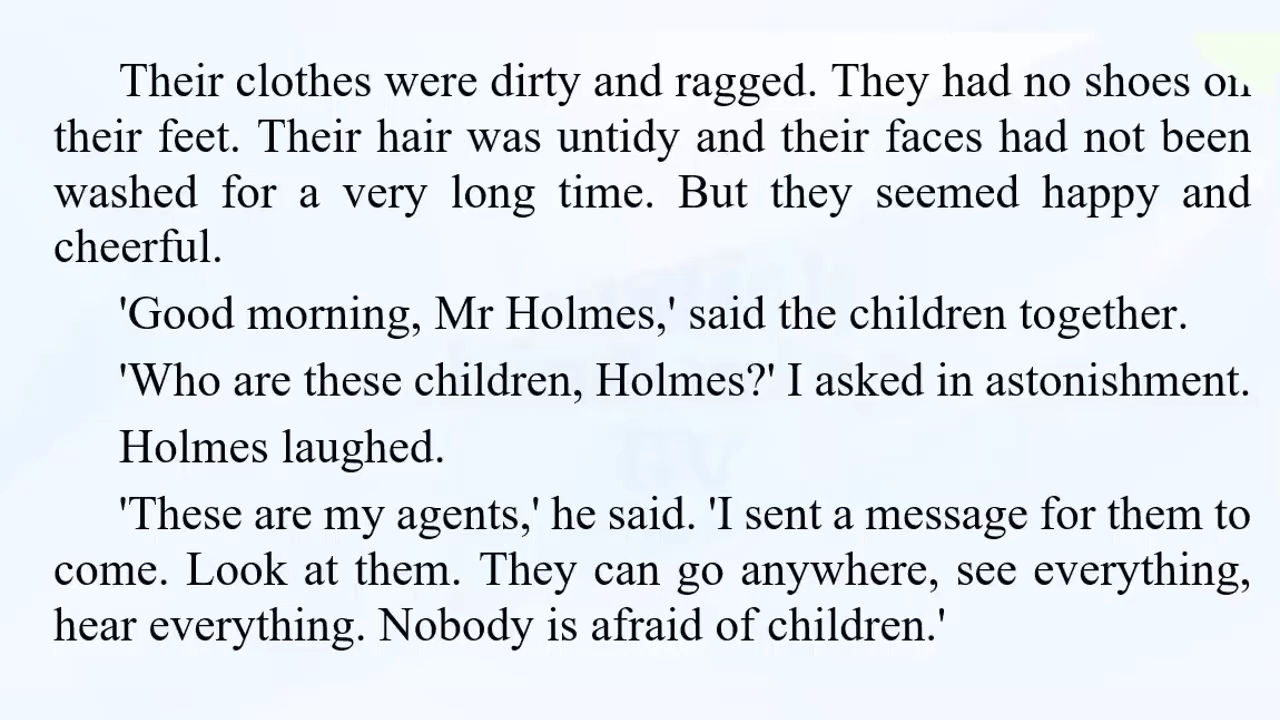 Their clothes were dirty and ragged. They had no shoes on
their feet. Their hair was untidy and their faces had not been
washed for a very long time. But they seemed happy and
cheerful.
'Good morning, Mr Holmes,' said the children together.
'Who are these children, Holmes?' I asked in astonishment.
Holmes laughed.
'These are my agents,' he said. 'I sent a message for them to
come. Look at them. They can go anywhere, see everything,
hear everything. Nobody is afraid of children.'